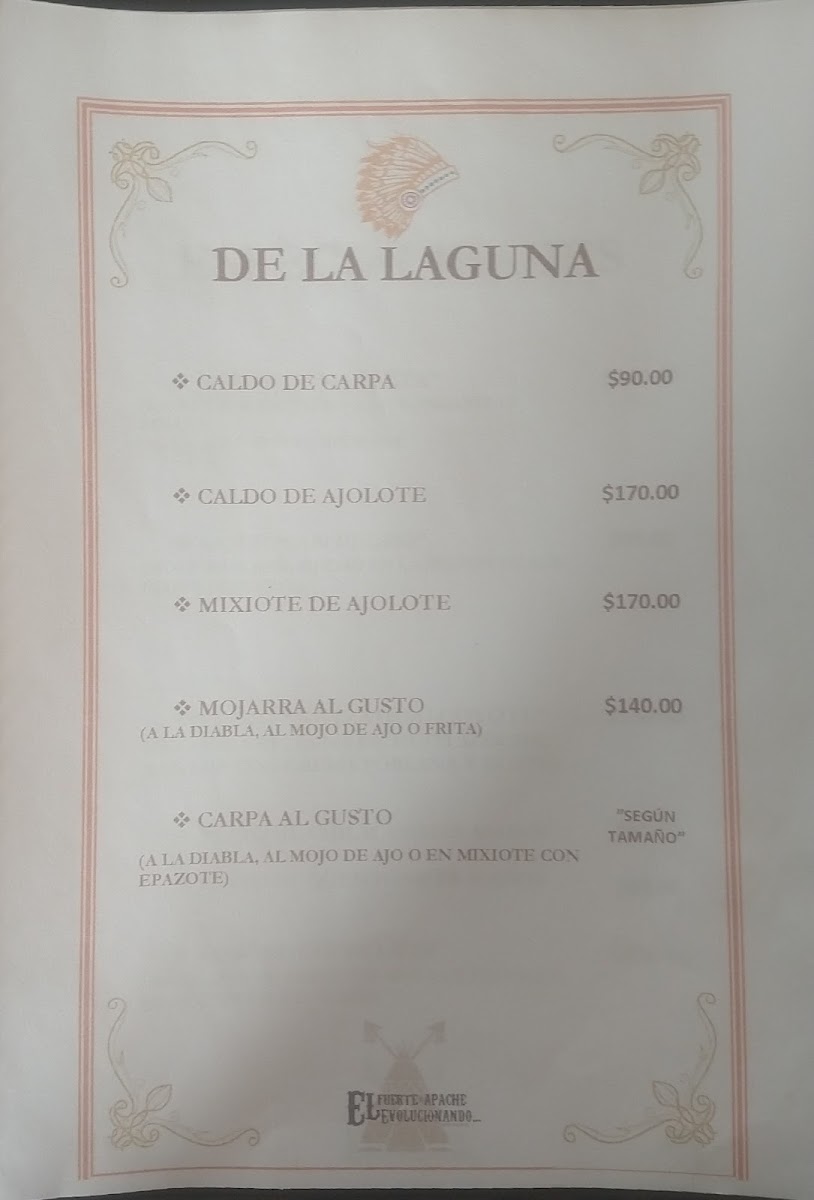 DE LA LAGUNA
❖ CALDO DE CARPA $90.00
❖ CALDO DE AJOLOTE $170.00
❖ MIXIOTE DE AJOLOTE $170.00
❖ MOJARRA AL GUSTO $140.00
(A LA DIABLA, AL MOJO DE AJO O FRITA)
❖ CARPA AL GUSTO "SEGÚN
TAMAÑO"
(A LA DIABLA, AL MOJO DE AJO O EN MIXIOTE CON
EPAZOTE)
EL FUERTE APACHE
EVOLUCIONANDO...